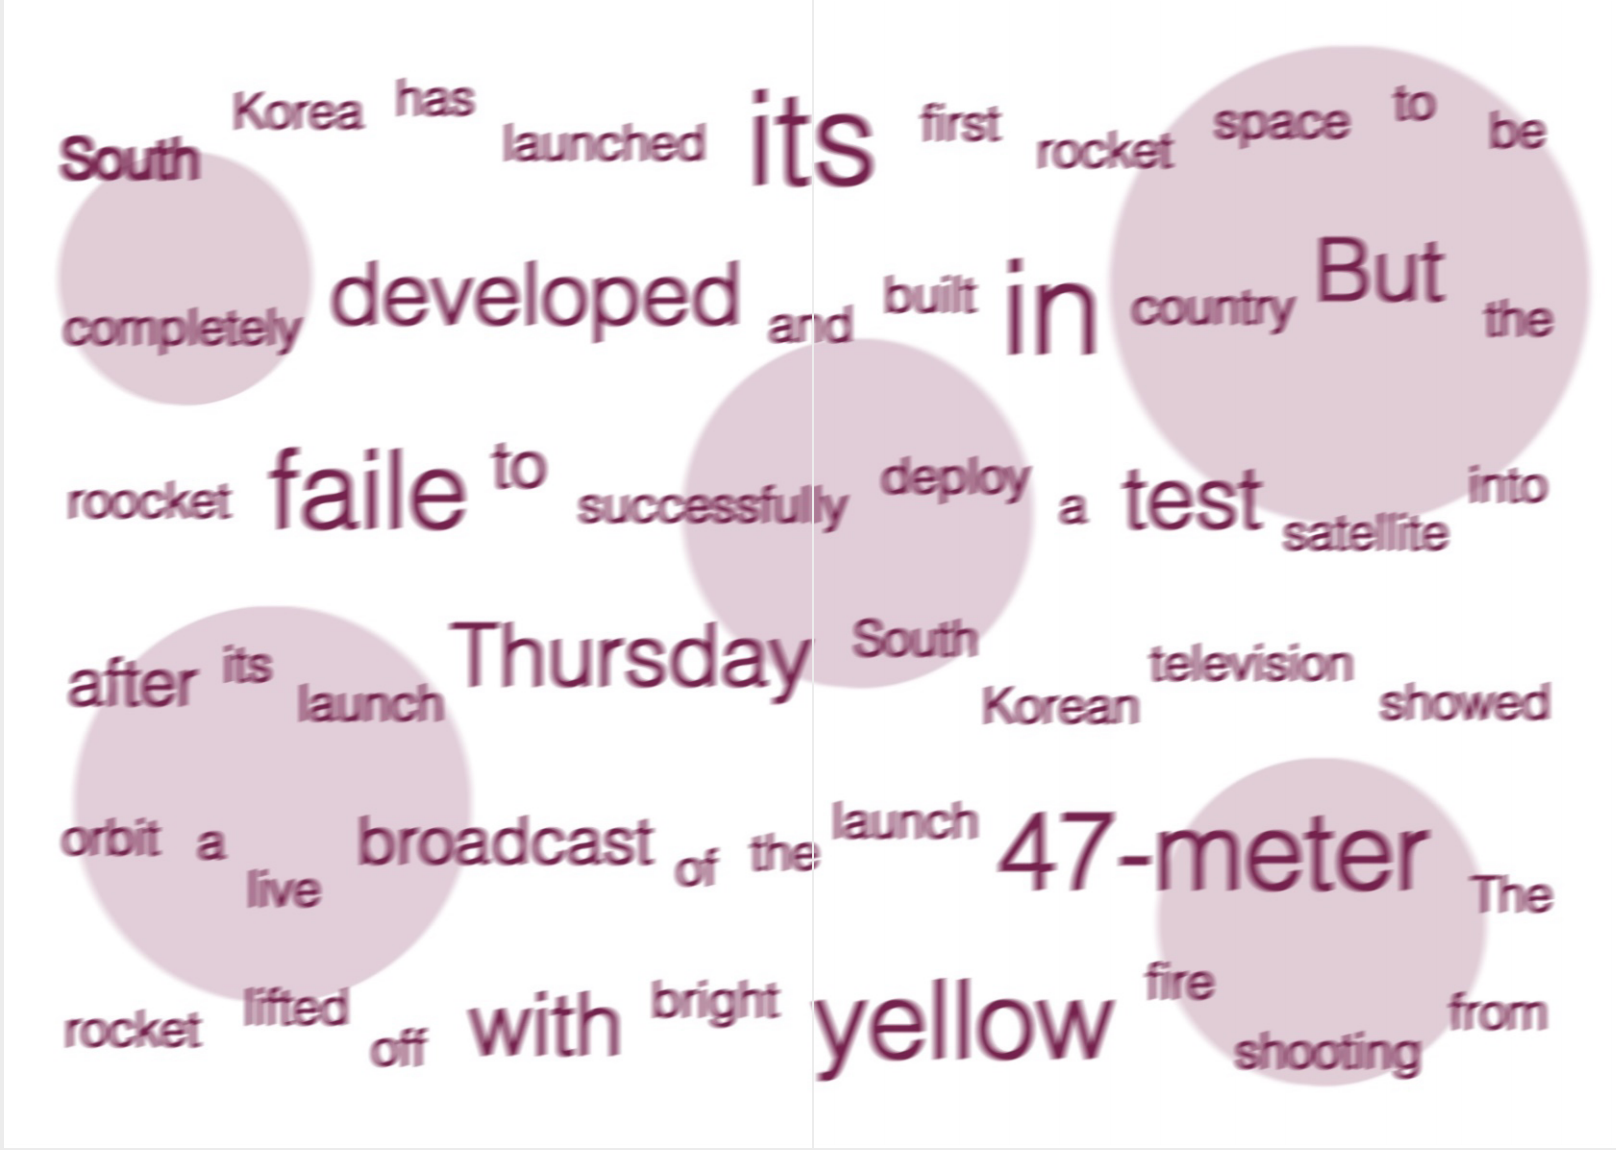 South Korea has launched its first rocket space to be
completely developed and built in country But the
roocket faile to successfully deploy a test satellite into
after its launch Thursday South Korean television showed
orbit a live broadcast of the launch 47-meter The
rocket lifted off with bright yellow fire shooting from